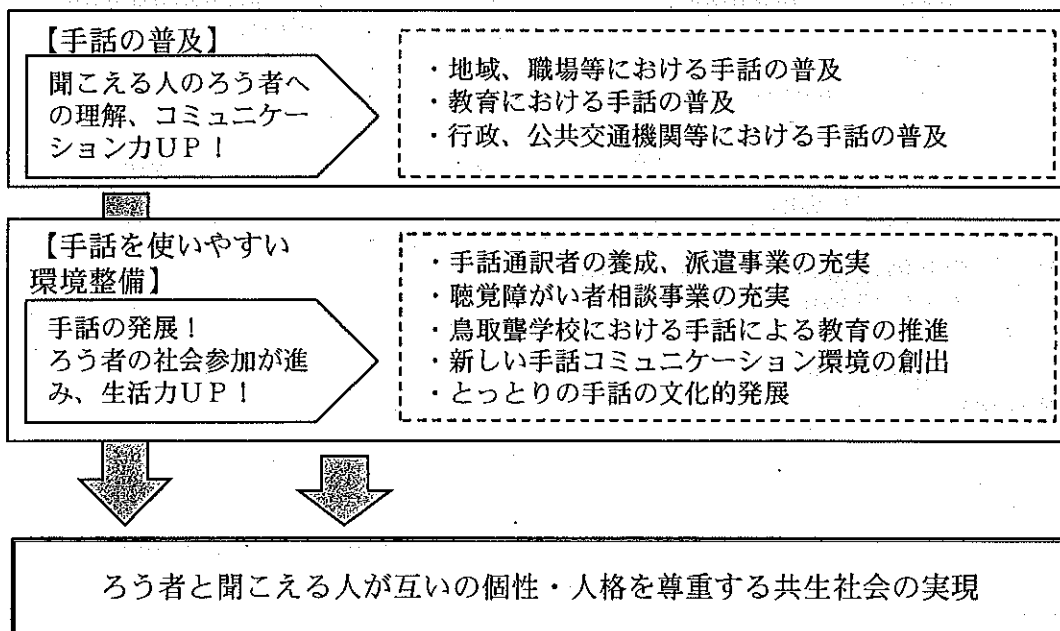 【手話の普及】
聞こえる人のろう者へ
の理解、コミュニケー
ション力UP!
・地域、職場等における手話の普及
・教育における手話の普及
・行政、公共交通機関等における手話の普及
【手話を使いやすい
環境整備】
手話の発展!
ろう者の社会参加が進
み、生活力UP!
・手話通訳者の養成、派遣事業の充実
・聴覚障がい者相談事業の充実
・鳥取聾学校における手話による教育の推進
・新しい手話コミュニケーション環境の創出
・とっとりの手話の文化的発展
ろう者と聞こえる人が互いの個性・人格を尊重する共生社会の実現